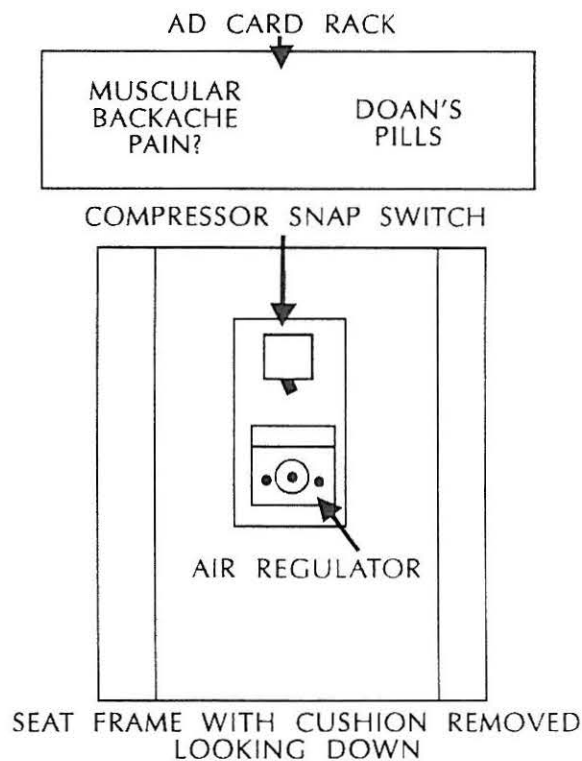 AD CARD RACK
MUSCULAR
BACKACHE
PAIN?
DOAN'S
PILLS
COMPRESSOR SNAP SWITCH
AIR REGULATOR
SEAT FRAME WITH CUSHION REMOVED
LOOKING DOWN